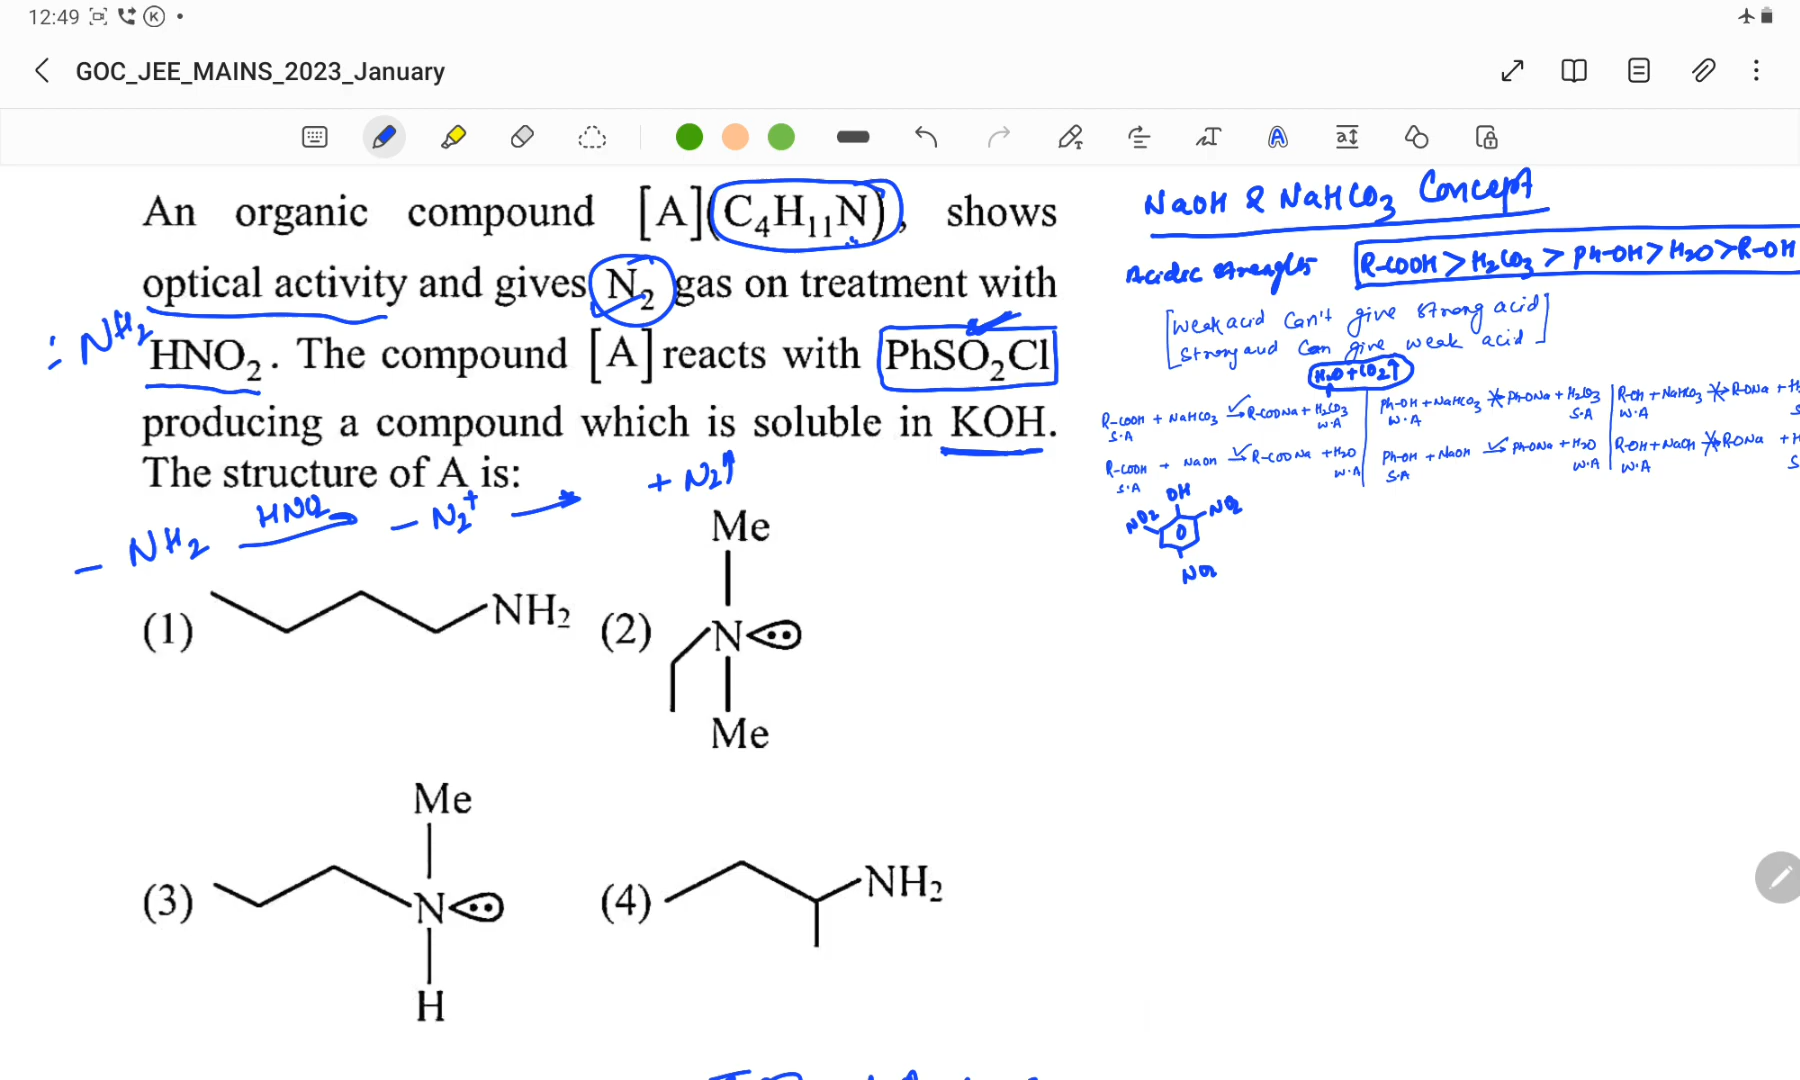 12:49
GOC_JEE_MAINS_2023_January
An organic compound [A](C₄H₁₁N), shows
optical activity and gives N₂ gas on treatment with
HNO₂. The compound [A] reacts with PhSO₂Cl
producing a compound which is soluble in KOH.
The structure of A is:
:NH₂
- NH₂ HNO₂ → - N₂⁺ → + N₂↑
(1) NH₂
(2) Me
N
Me
(3) Me
N
H
(4) NH₂
NaOH & NaHCO₃ Concept
Acidic strength R-COOH > H₂CO₃ > Ph-OH > H₂O > R-OH
[weak acid Can't give strong acid]
[Strong acid Can give weak acid]
H₂O + CO₂↑
R-COOH + NaHCO₃ → R-COONa + H₂CO₃
S.A W.A
Ph-OH + NaHCO₃ → Ph-ONa + H₂CO₃
W.A S.A
R-OH + NaHCO₃ → R-ONa + H
W.A S
R-COOH + NaOH → R-COONa + H₂O
S.A W.A
Ph-OH + NaOH → Ph-ONa + H₂O
S.A W.A
R-OH + NaOH → RONa + H
W.A S
OH
NO₂ NO₂
NO₂